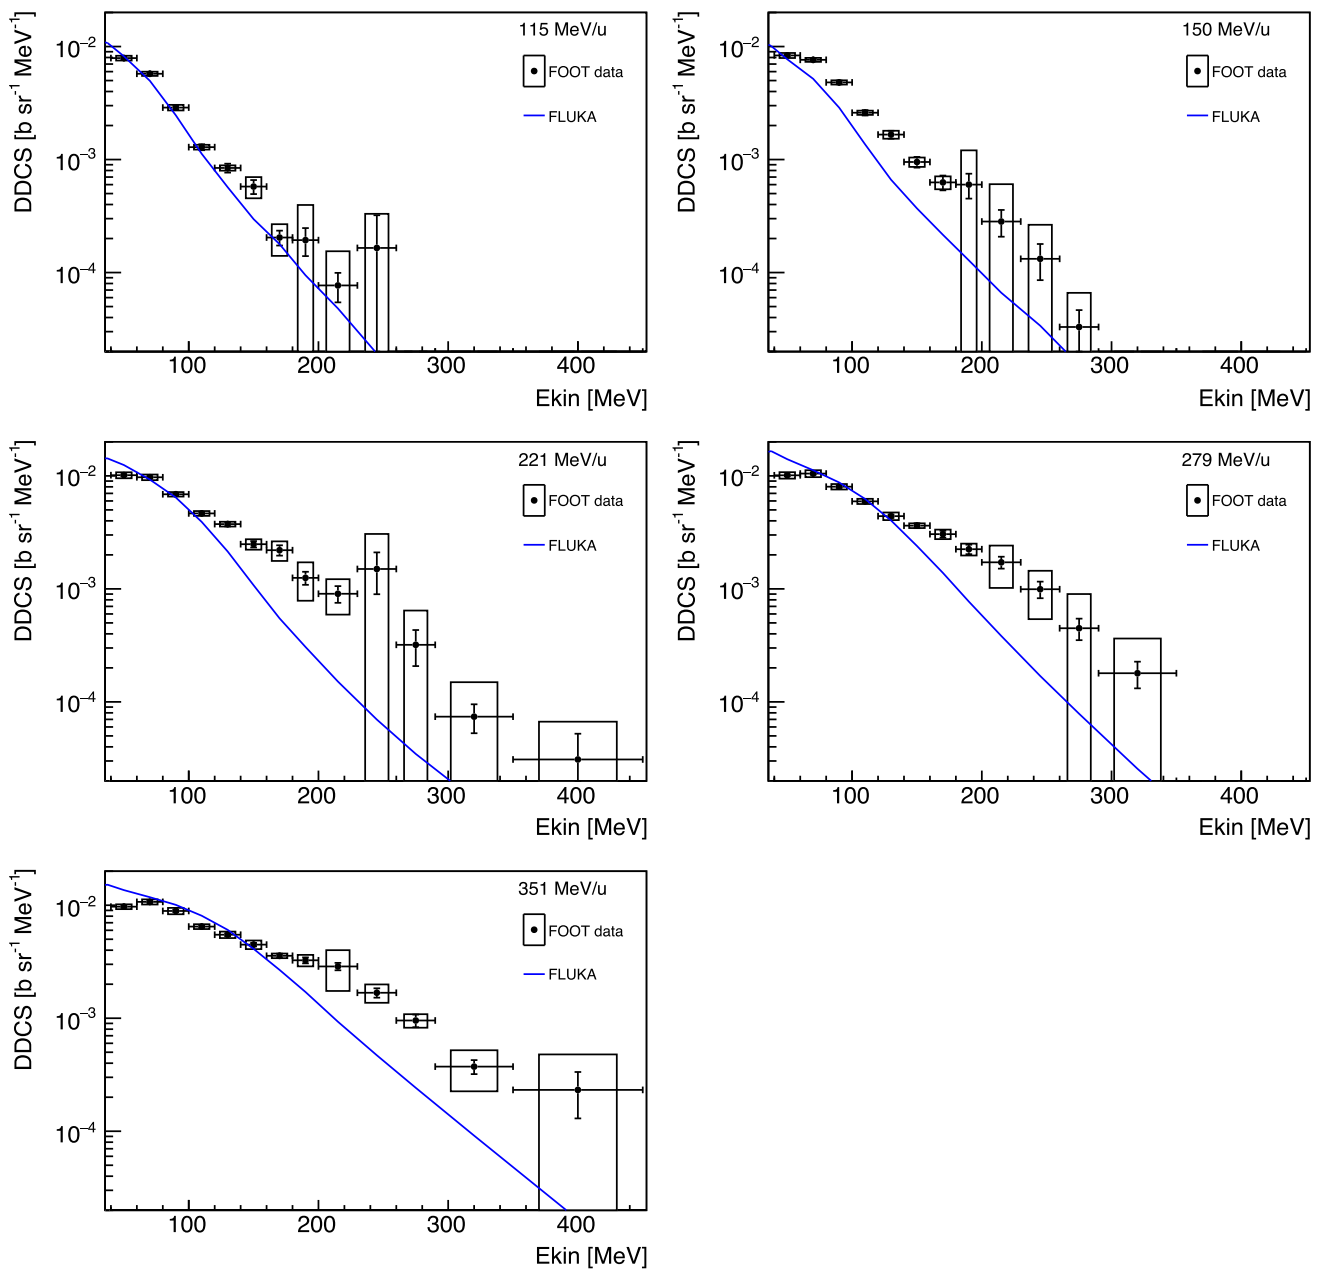 115 MeV/u
FOOT data
FLUKA
DDCS [b sr⁻¹ MeV⁻¹]
10⁻²
10⁻³
10⁻⁴
100 200 300 400
Ekin [MeV]
150 MeV/u
FOOT data
FLUKA
DDCS [b sr⁻¹ MeV⁻¹]
10⁻²
10⁻³
10⁻⁴
100 200 300 400
Ekin [MeV]
221 MeV/u
FOOT data
FLUKA
DDCS [b sr⁻¹ MeV⁻¹]
10⁻²
10⁻³
10⁻⁴
100 200 300 400
Ekin [MeV]
279 MeV/u
FOOT data
FLUKA
DDCS [b sr⁻¹ MeV⁻¹]
10⁻²
10⁻³
10⁻⁴
100 200 300 400
Ekin [MeV]
351 MeV/u
FOOT data
FLUKA
DDCS [b sr⁻¹ MeV⁻¹]
10⁻²
10⁻³
10⁻⁴
100 200 300 400
Ekin [MeV]